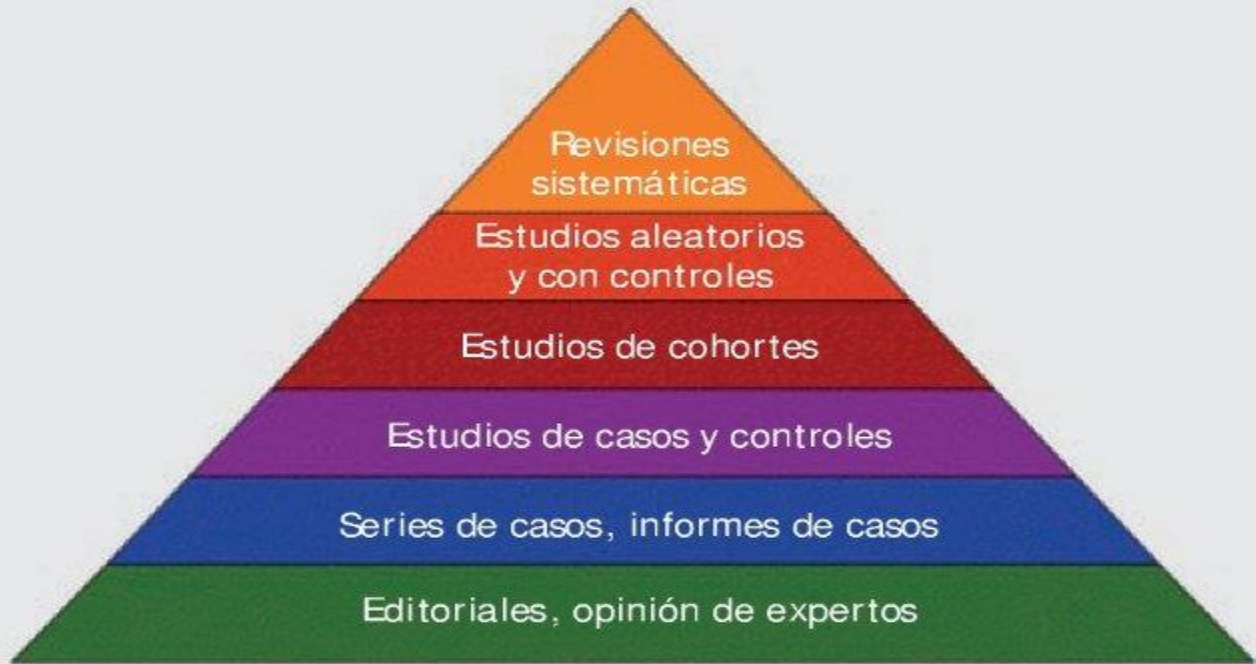 Revisiones
sistemáticas
Estudios aleatorios
y con controles
Estudios de cohortes
Estudios de casos y controles
Series de casos, informes de casos
Editoriales, opinión de expertos